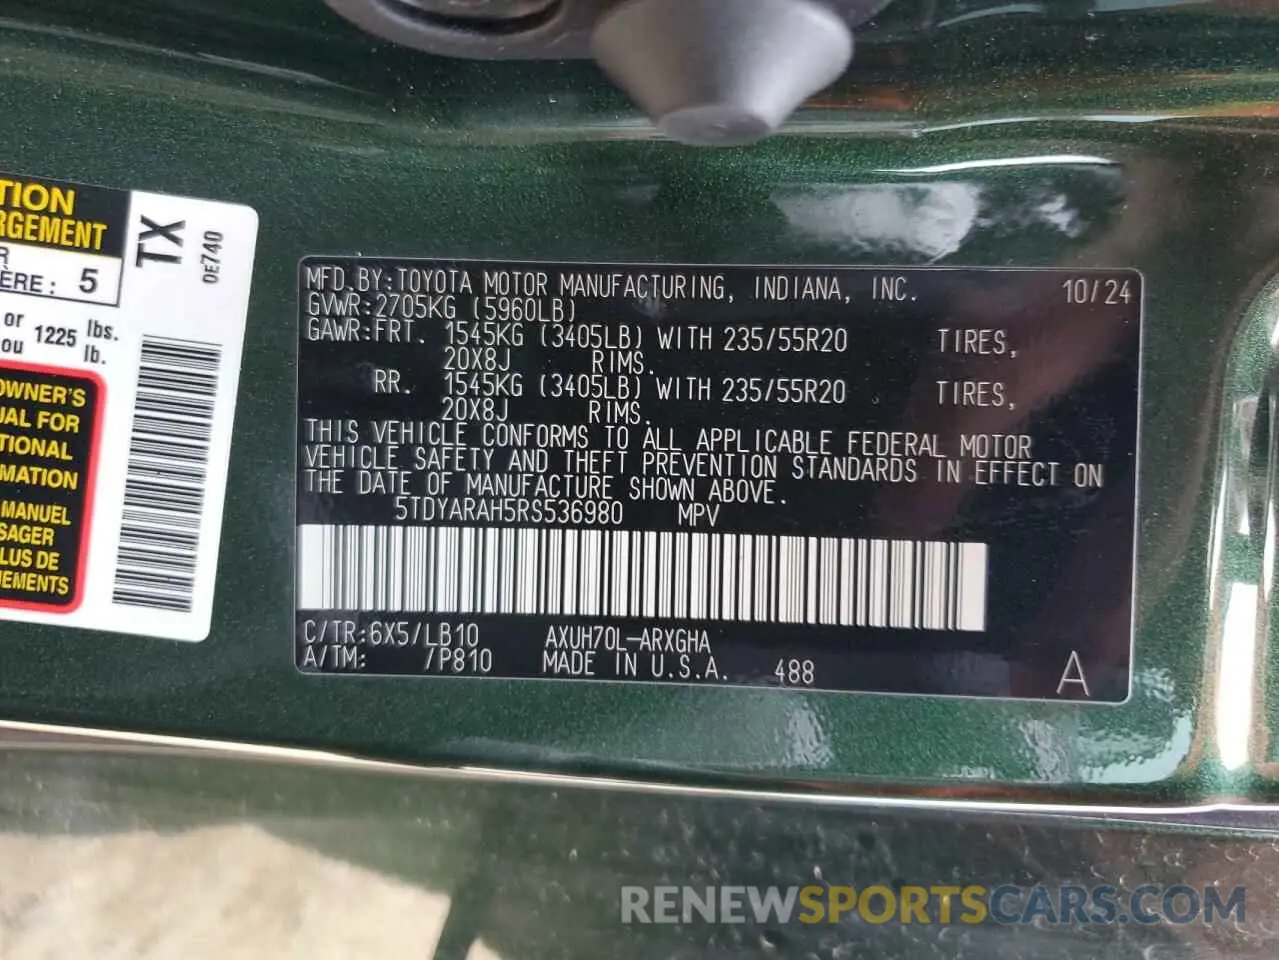 TION
RGEMENT
R
ÈRE: 5
or 1225 lbs.
ou lb.
OWNER'S
UAL FOR
TIONAL
MATION
MANUEL
SAGER
LUS DE
NEMENTS
TX
0E740
MFD.BY:TOYOTA MOTOR MANUFACTURING, INDIANA, INC. 10/24
GVWR:2705KG (5960LB)
GAWR:FRT. 1545KG (3405LB) WITH 235/55R20 TIRES,
20X8J RIMS.
RR. 1545KG (3405LB) WITH 235/55R20 TIRES,
20X8J RIMS.
THIS VEHICLE CONFORMS TO ALL APPLICABLE FEDERAL MOTOR
VEHICLE SAFETY AND THEFT PREVENTION STANDARDS IN EFFECT ON
THE DATE OF MANUFACTURE SHOWN ABOVE.
5TDYARAH5RS536980 MPV
C/TR:6X5/LB10 AXUH70L-ARXGHA
A/TM: /P810 MADE IN U.S.A. 488
A
RENEWSPORTSCARS.COM